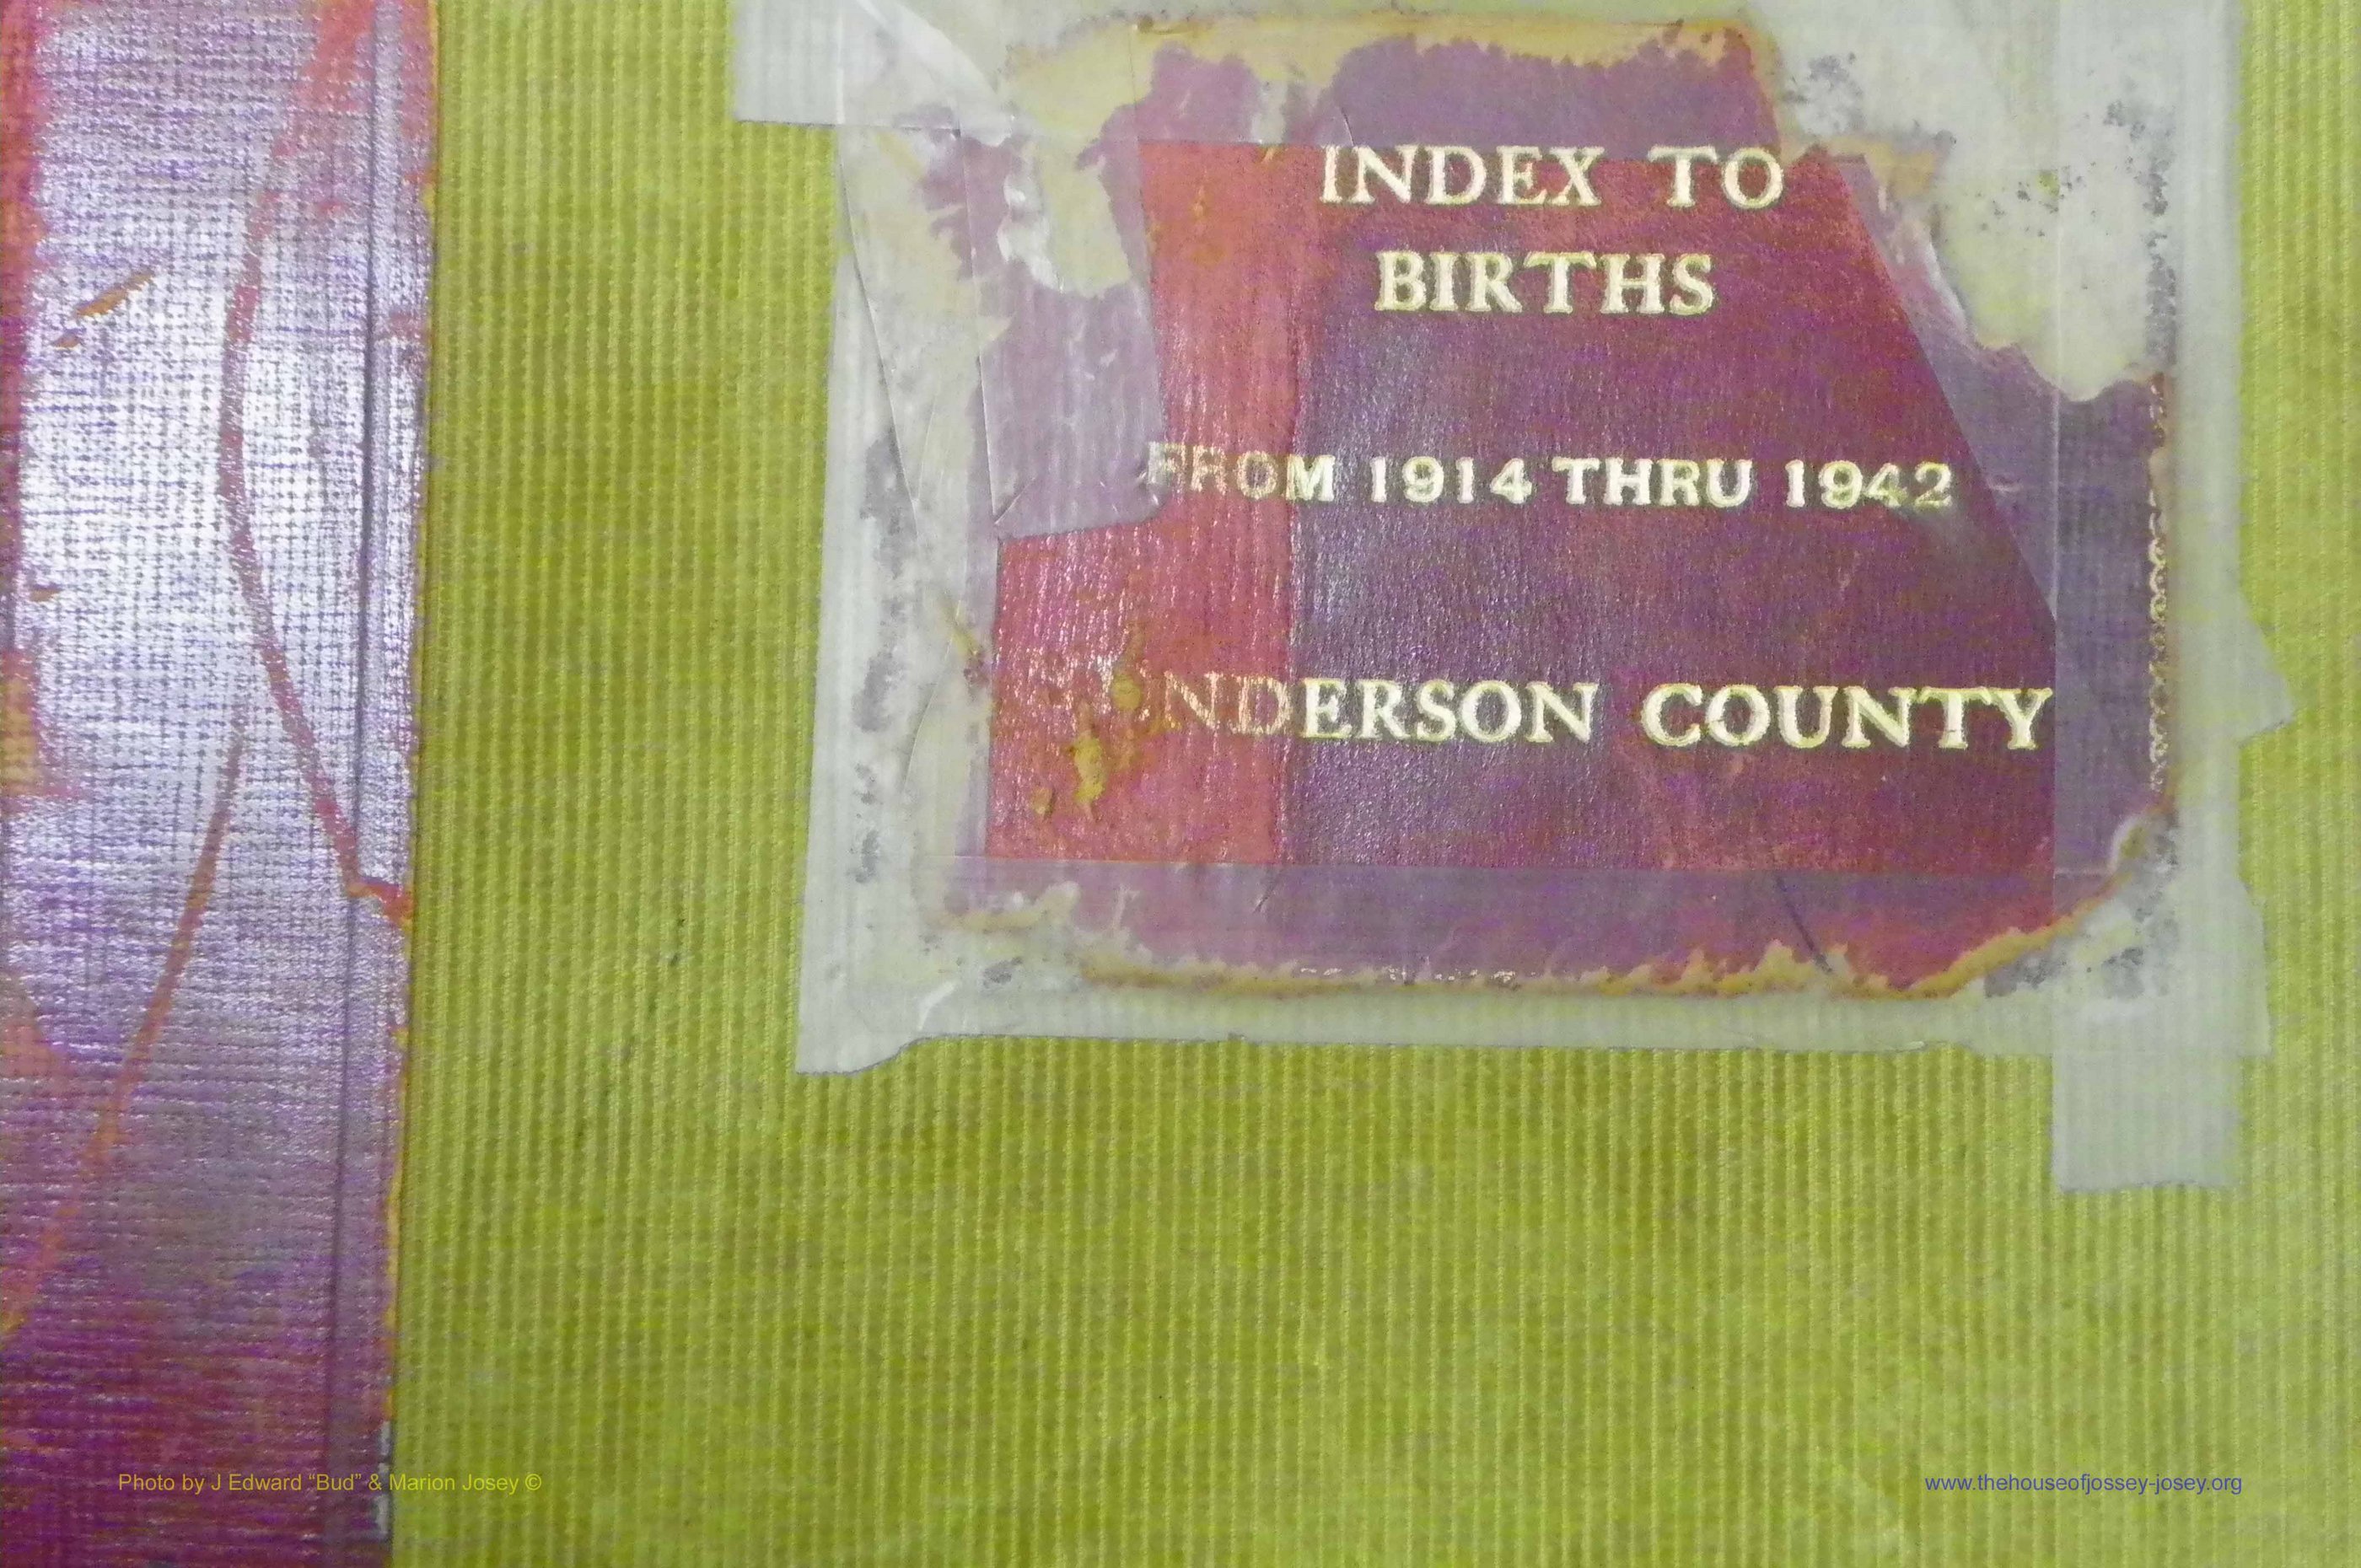 INDEX TO
BIRTHS
FROM 1914 THRU 1942
NDERSON COUNTY
Photo by J Edward “Bud” & Marion Josey ©
www.thehouseofjossey-josey.org